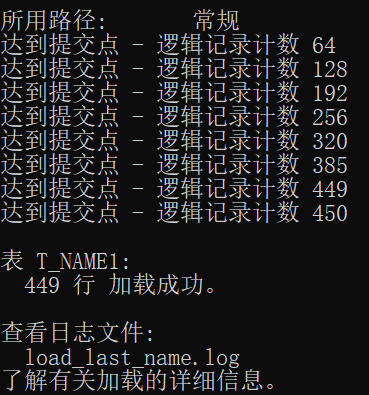 所用路径:      常规
达到提交点 - 逻辑记录计数 64
达到提交点 - 逻辑记录计数 128
达到提交点 - 逻辑记录计数 192
达到提交点 - 逻辑记录计数 256
达到提交点 - 逻辑记录计数 320
达到提交点 - 逻辑记录计数 385
达到提交点 - 逻辑记录计数 449
达到提交点 - 逻辑记录计数 450
表 T_NAME1:
449 行 加载成功。
查看日志文件:
load_last_name.log
了解有关加载的详细信息。